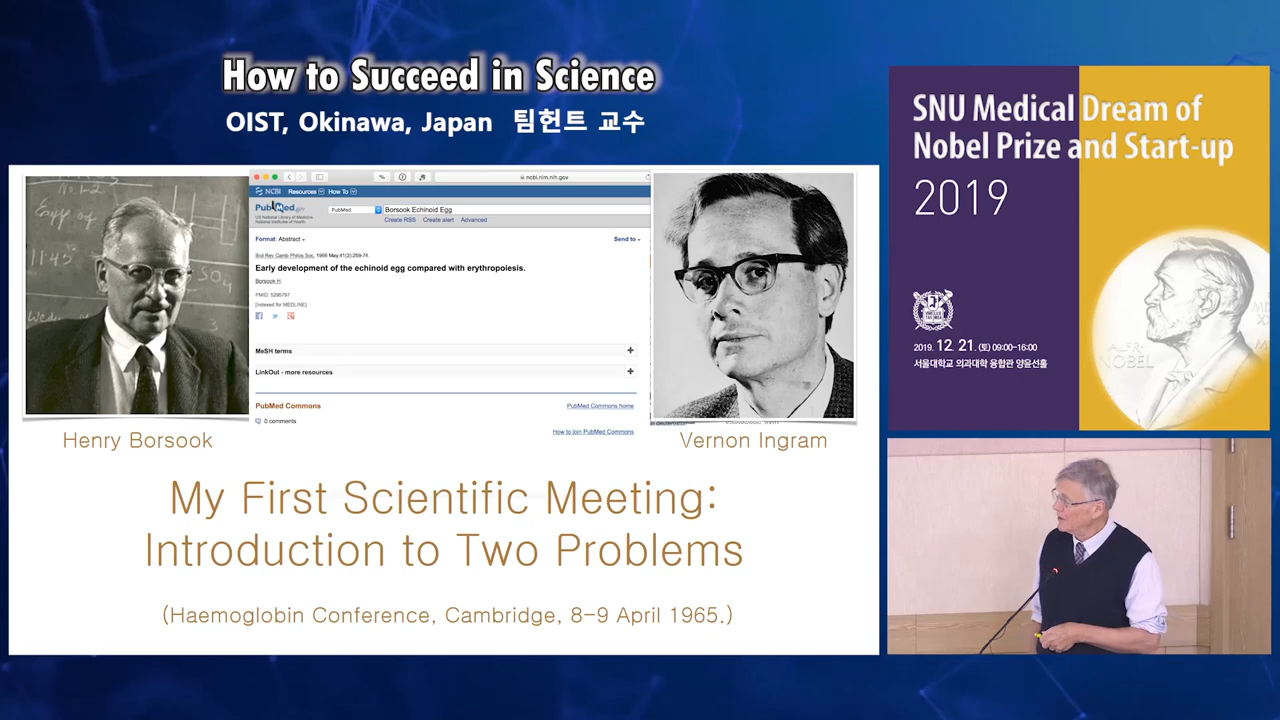 How to Succeed in Science
OIST, Okinawa, Japan 팀헌트 교수
SNU Medical Dream of
Nobel Prize and Start-up
2019
2019. 12. 21. (토) 09:00-16:00
서울대학교 의과대학 융합관 양윤선홀
ALFR.
NOBEL
ncbi.nlm.nih.gov
NCBI Resources How To
PubMed.gov
US National Library of Medicine
National Institutes of Health
PubMed
Borsook Echinoid Egg
Create RSS Create alert Advanced
Format: Abstract
Send to
Biol Rev Camb Philos Soc. 1966 May;41(2):259-74.
Early development of the echinoid egg compared with erythropoiesis.
Borsook H.
PMID: 5295797
[Indexed for MEDLINE]
MeSH terms
LinkOut - more resources
PubMed Commons
PubMed Commons home
0 comments
How to join PubMed Commons
Henry Borsook
Vernon Ingram
My First Scientific Meeting:
Introduction to Two Problems
(Haemoglobin Conference, Cambridge, 8-9 April 1965.)